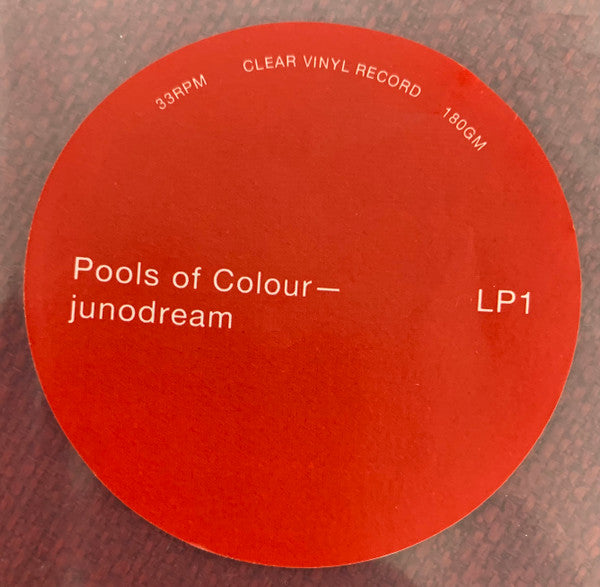 33RPM
CLEAR VINYL RECORD
180GM
Pools of Colour—
junodream
LP1